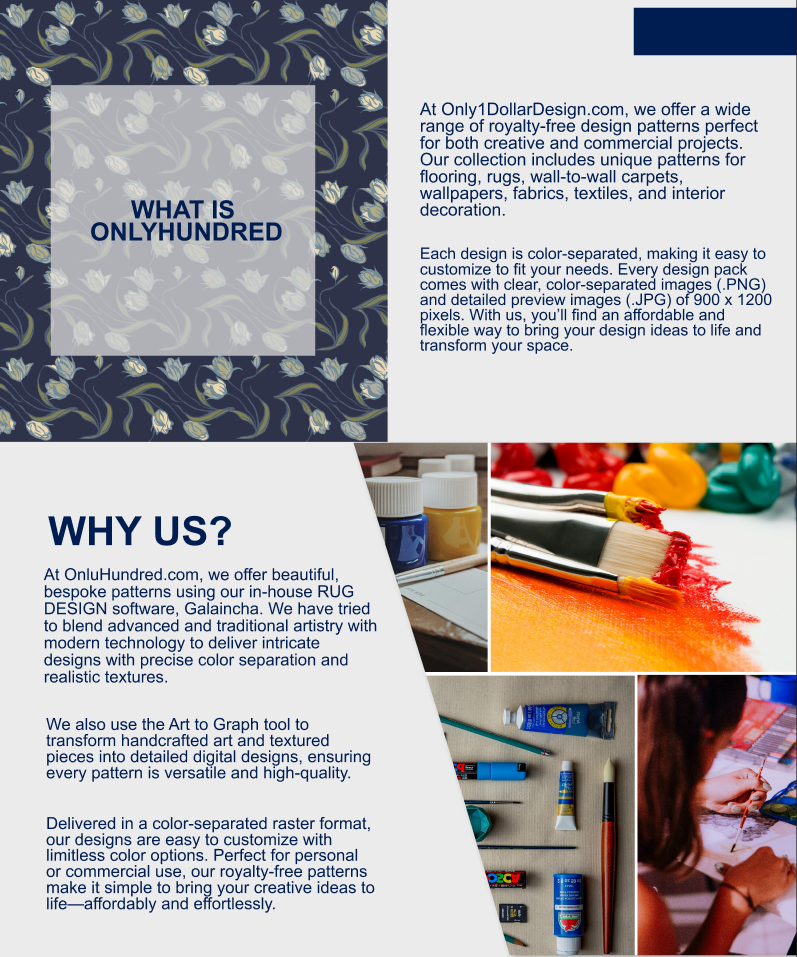 WHAT IS
ONLYHUNDRED
At Only1DollarDesign.com, we offer a wide
range of royalty-free design patterns perfect
for both creative and commercial projects.
Our collection includes unique patterns for
flooring, rugs, wall-to-wall carpets,
wallpapers, fabrics, textiles, and interior
decoration.
Each design is color-separated, making it easy to
customize to fit your needs. Every design pack
comes with clear, color-separated images (.PNG)
and detailed preview images (.JPG) of 900 x 1200
pixels. With us, you’ll find an affordable and
flexible way to bring your design ideas to life and
transform your space.
WHY US?
At OnluHundred.com, we offer beautiful,
bespoke patterns using our in-house RUG
DESIGN software, Galaincha. We have tried
to blend advanced and traditional artistry with
modern technology to deliver intricate
designs with precise color separation and
realistic textures.
We also use the Art to Graph tool to
transform handcrafted art and textured
pieces into detailed digital designs, ensuring
every pattern is versatile and high-quality.
Delivered in a color-separated raster format,
our designs are easy to customize with
limitless color options. Perfect for personal
or commercial use, our royalty-free patterns
make it simple to bring your creative ideas to
life—affordably and effortlessly.